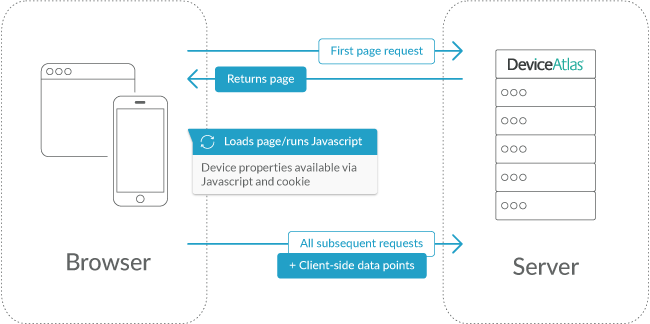 First page request
DeviceAtlas
Returns page
Loads page/runs Javascript
Device properties available via
Javascript and cookie
All subsequent requests
+ Client-side data points
Browser
Server